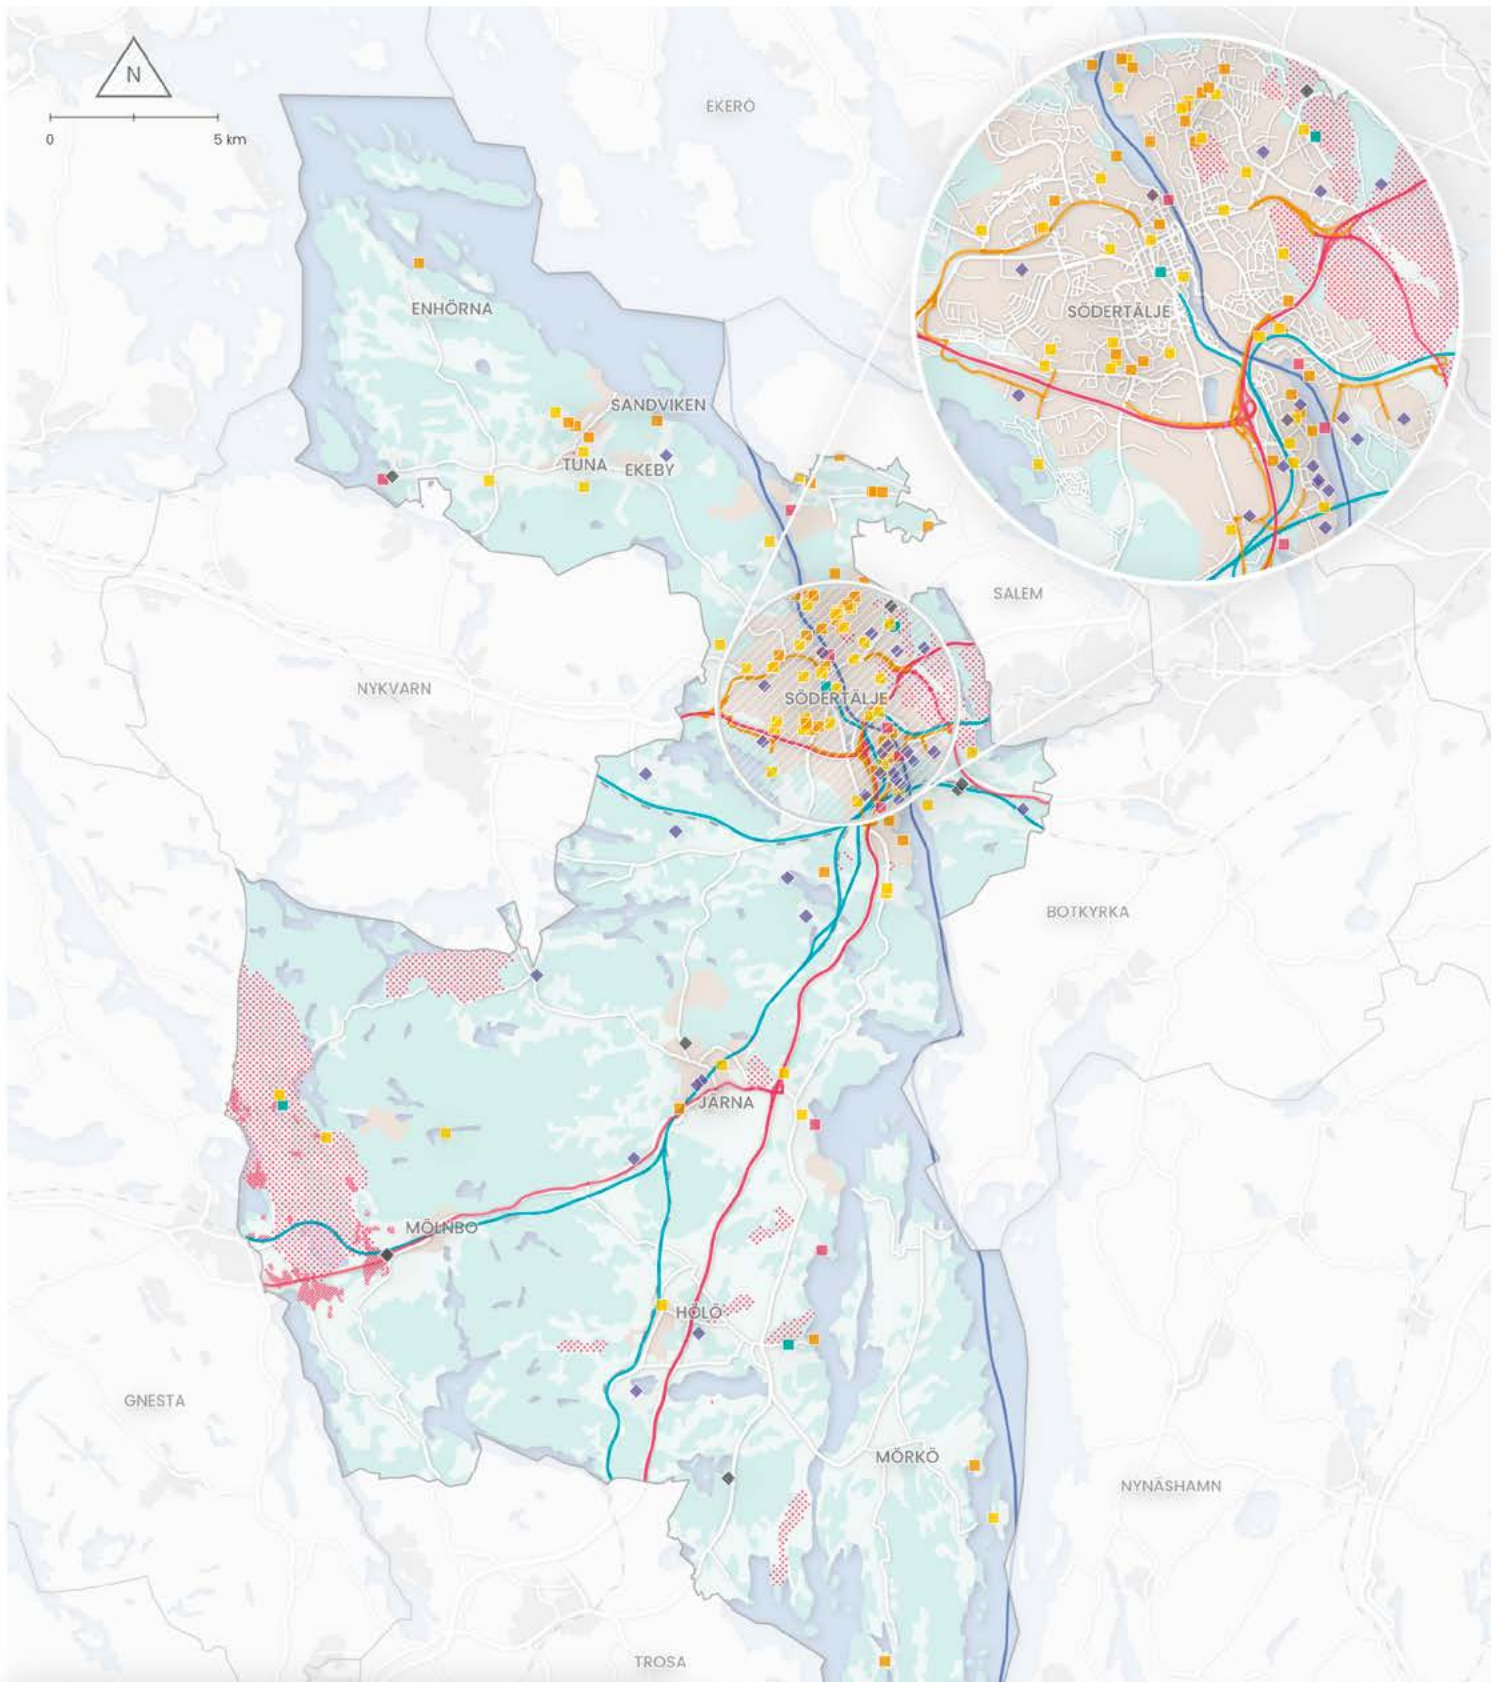 N
0 5 km
EKERÖ
ENHÖRNA
SÖDERTÄLJE
SANDVIKEN
TUNA EKEBY
SALEM
NYKVARN
SÖDERTÄLJE
BOTKYRKA
JÄRNA
MÖLNBO
HÖLÖ
GNESTA
MÖRKÖ
NYNÄSHAMN
TROSA